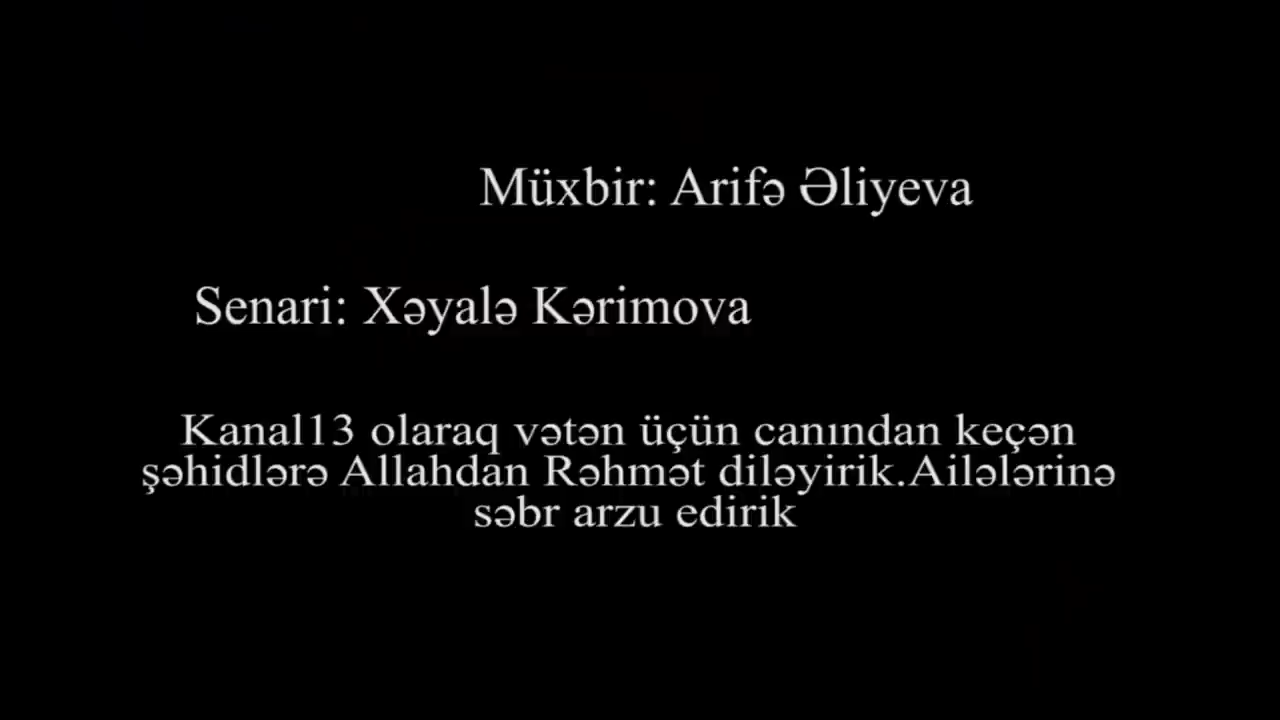 Müxbir: Arifə Əliyeva
Senari: Xəyalə Kərimova
Kanal13 olaraq vətən üçün canından keçən
şəhidlərə Allahdan Rəhmət diləyirik.Ailələrinə
səbr arzu edirik